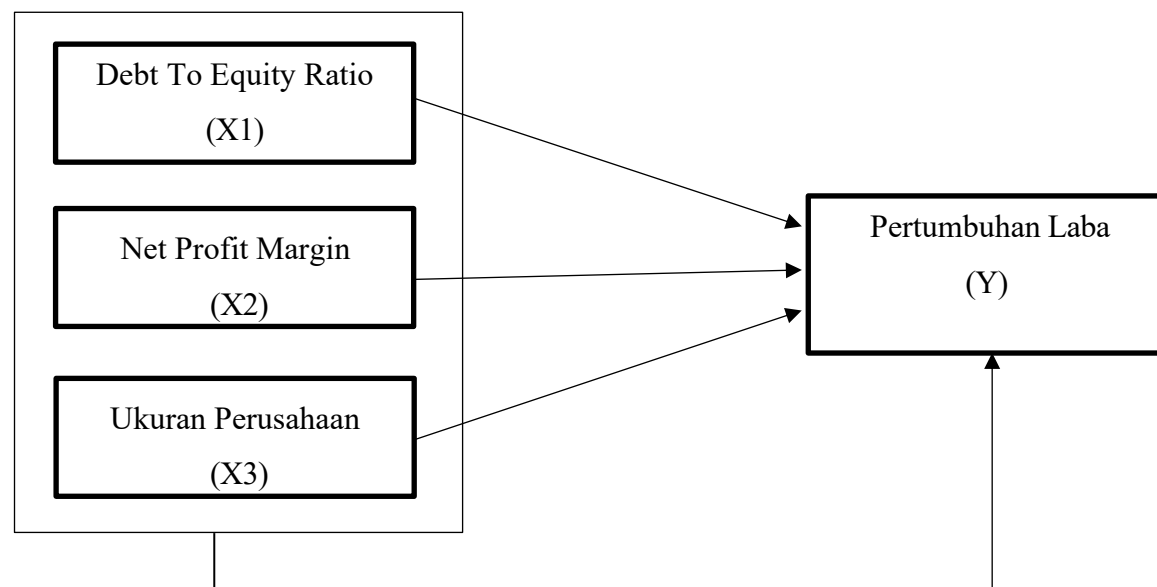 Debt To Equity Ratio
(X1)
Net Profit Margin
(X2)
Ukuran Perusahaan
(X3)
Pertumbuhan Laba
(Y)